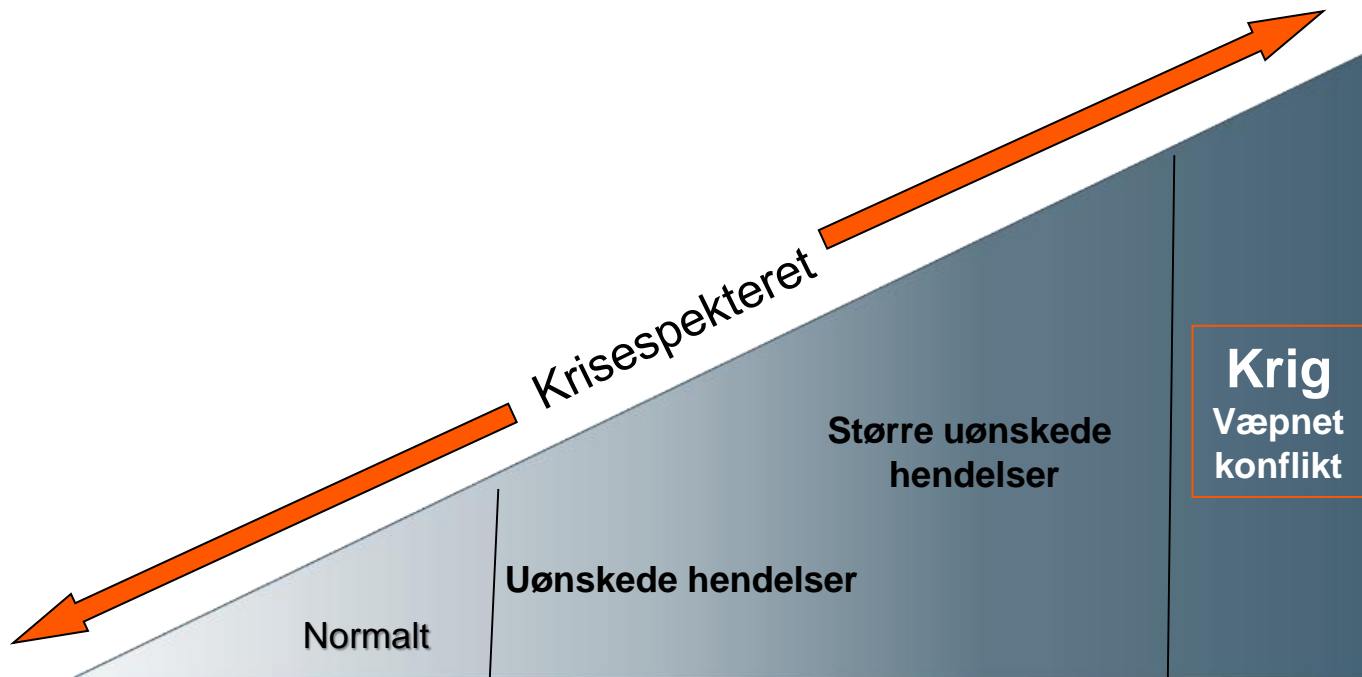 Krisespekteret
Krig
Væpnet
konflikt
Større uønskede
hendelser
Uønskede hendelser
Normalt